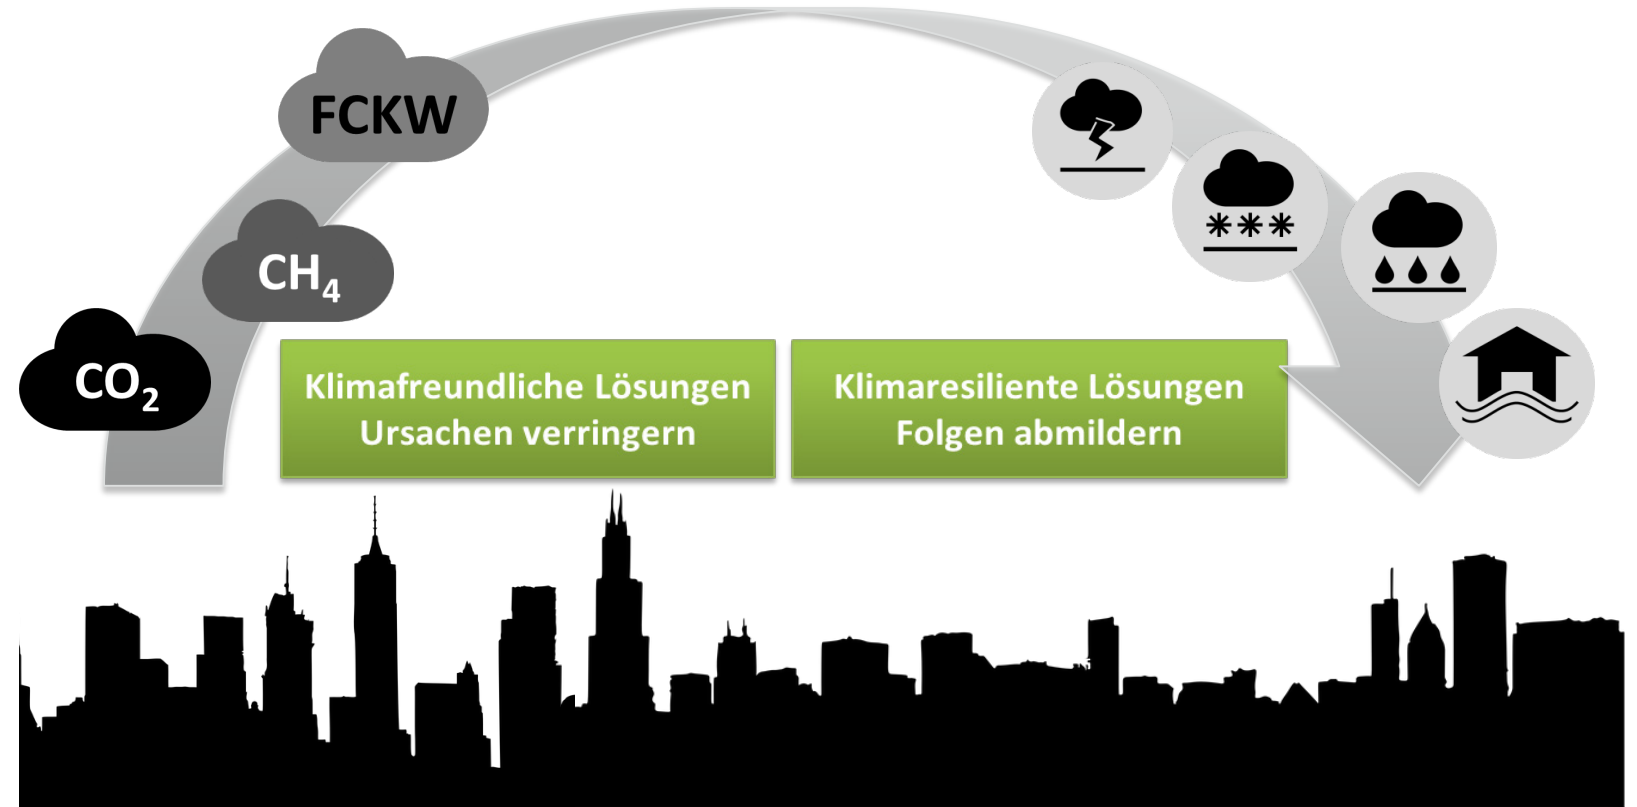 FCKW
CH₄
CO₂
Klimafreundliche Lösungen
Ursachen verringern
Klimaresiliente Lösungen
Folgen abmildern